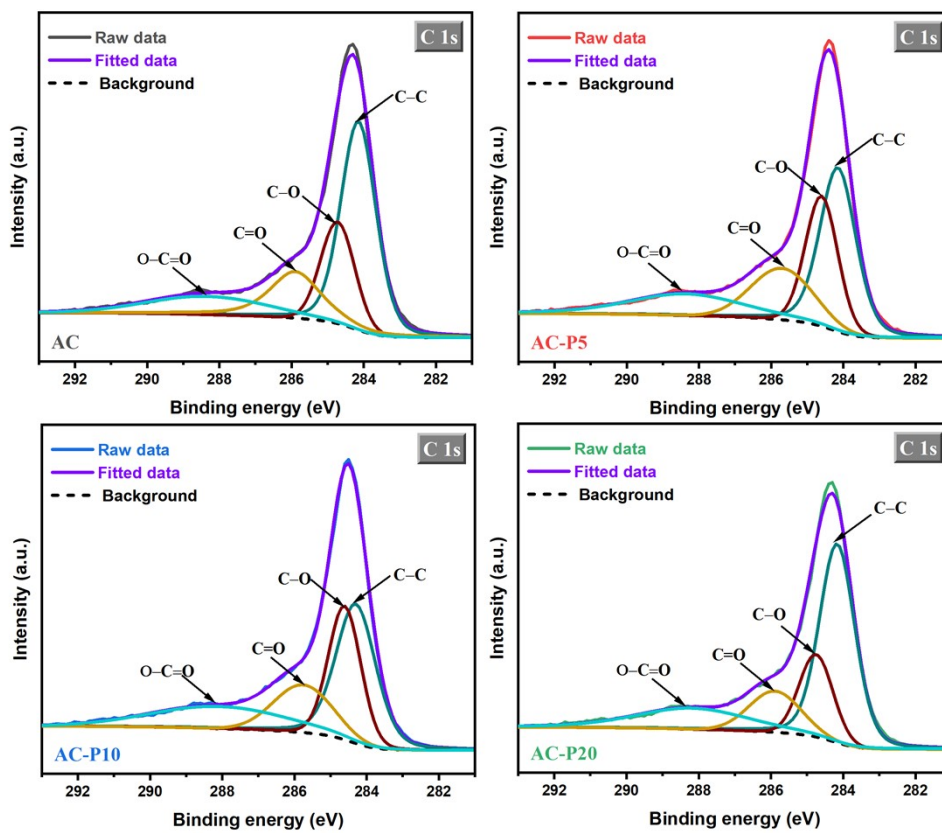 Raw data
Fitted data
Background
C 1s
C–C
C–O
C=O
O–C=O
AC
Intensity (a.u.)
292 290 288 286 284 282
Binding energy (eV)
Raw data
Fitted data
Background
C 1s
C–C
C–O
C=O
O–C=O
AC-P5
Intensity (a.u.)
292 290 288 286 284 282
Binding energy (eV)
Raw data
Fitted data
Background
C 1s
C–O
C–C
C=O
O–C=O
AC-P10
Intensity (a.u.)
292 290 288 286 284 282
Binding energy (eV)
Raw data
Fitted data
Background
C 1s
C–C
C–O
C=O
O–C=O
AC-P20
Intensity (a.u.)
292 290 288 286 284 282
Binding energy (eV)